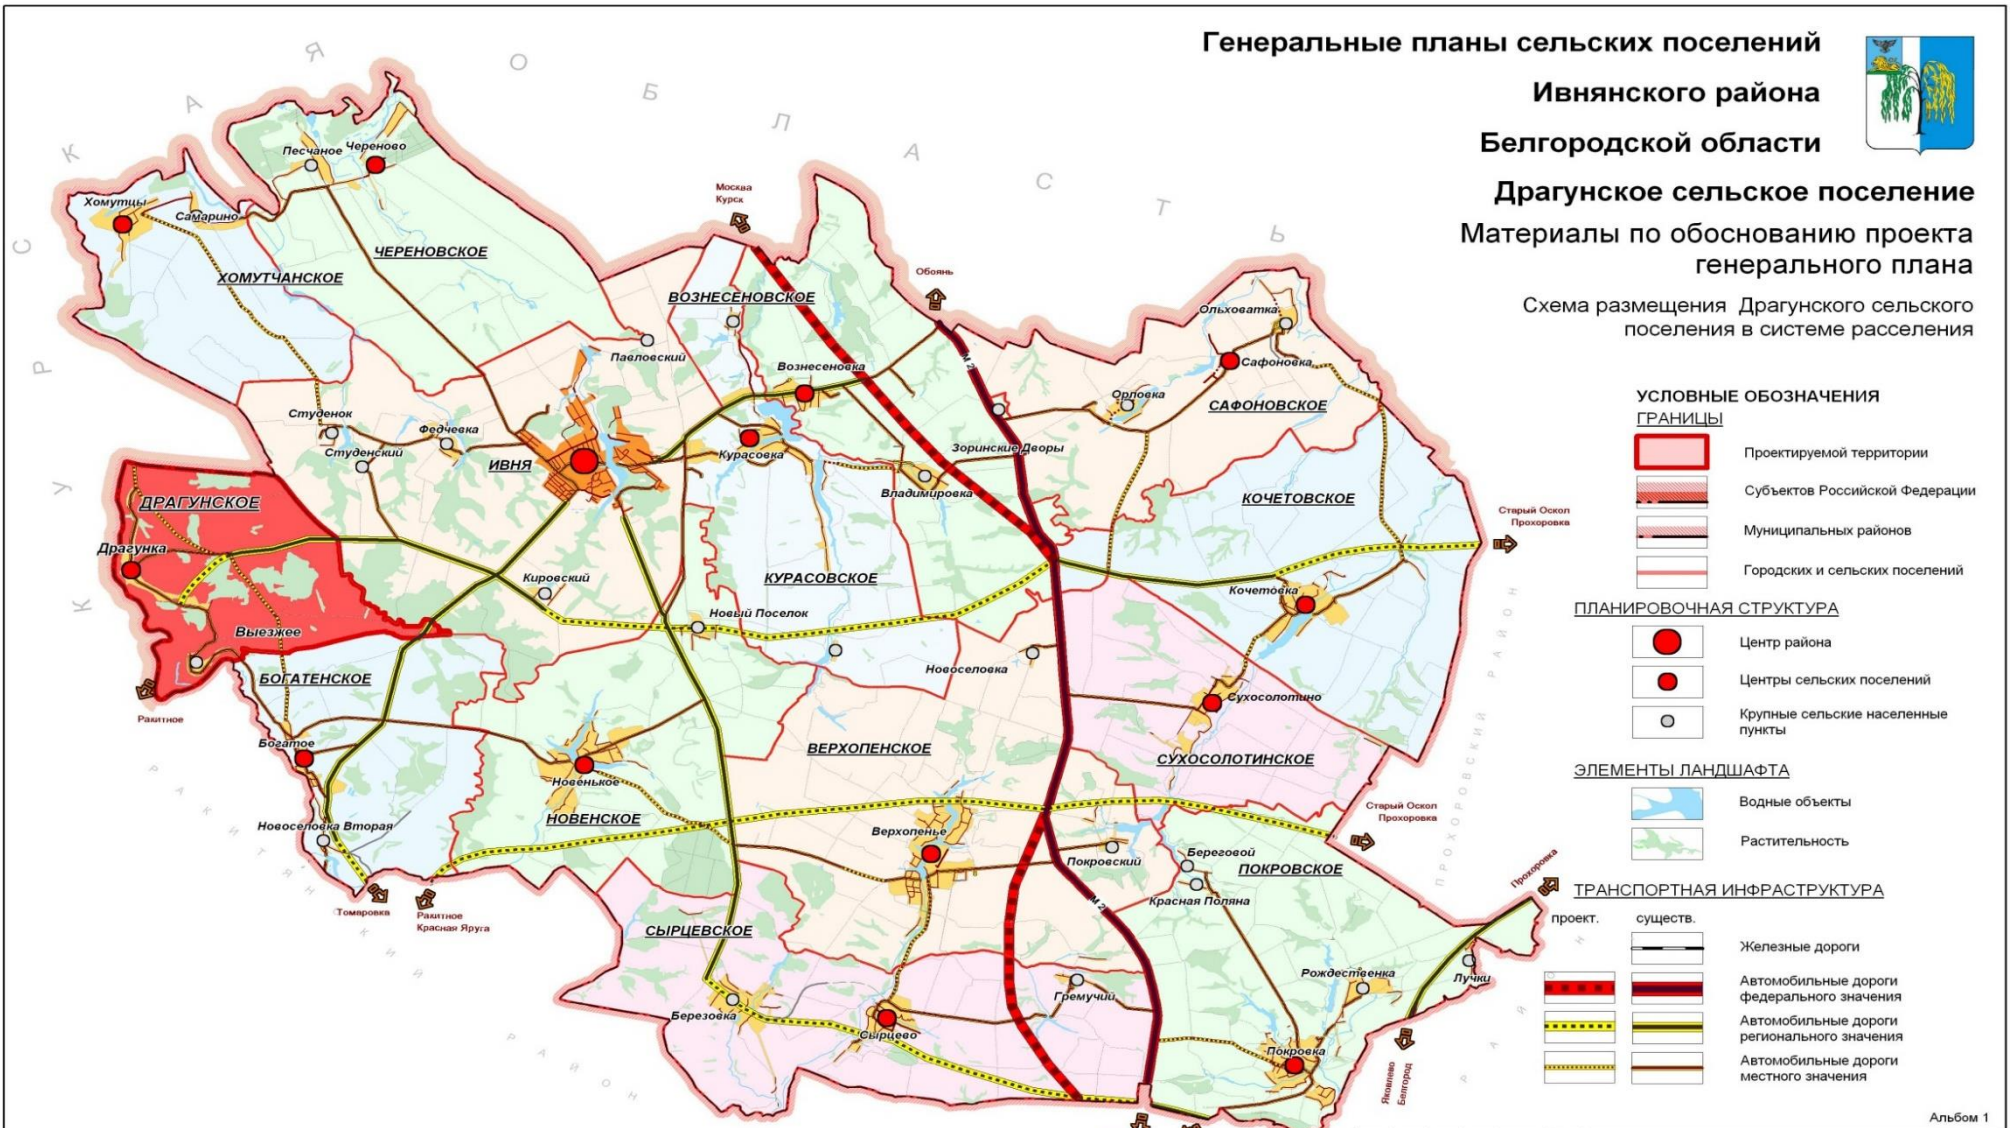 Генеральные планы сельских поселений
Ивнянского района
Белгородской области
Драгунское сельское поселение
Материалы по обоснованию проекта
генерального плана
Схема размещения Драгунского сельского
поселения в системе расселения
УСЛОВНЫЕ ОБОЗНАЧЕНИЯ
ГРАНИЦЫ
Проектируемой территории
Субъектов Российской Федерации
Муниципальных районов
Городских и сельских поселений
ПЛАНИРОВОЧНАЯ СТРУКТУРА
Центр района
Центры сельских поселений
Крупные сельские населенные
пункты
ЭЛЕМЕНТЫ ЛАНДШАФТА
Водные объекты
Растительность
ТРАНСПОРТНАЯ ИНФРАСТРУКТУРА
проект.
существ.
Железные дороги
Автомобильные дороги
федерального значения
Автомобильные дороги
регионального значения
Автомобильные дороги
местного значения
Альбом 1
К У Р С К А Я О Б Л А С Т Ь
Песчаное
Череново
Хомутцы
Самарино
ЧЕРЕНОВСКОЕ
ХОМУТЧАНСКОЕ
Москва
Курск
Обоянь
ВОЗНЕСЕНОВСКОЕ
Павловский
Вознесеновка
М 2
Ольховатка
Сафоновка
Орловка
САФОНОВСКОЕ
Студенок
Федчевка
Студенский
ИВНЯ
Курасовка
Зоринские Дворы
Владимировка
КОЧЕТОВСКОЕ
Старый Оскол
Прохоровка
ДРАГУНСКОЕ
Драгунка
Кировский
КУРАСОВСКОЕ
Кочетовка
Новый Поселок
Выезжее
Новоселовка
БОГАТЕНСКОЕ
Ракитное
Сухосолотино
Богатое
ВЕРХОПЕНСКОЕ
СУХОСОЛОТИНСКОЕ
Новенькое
НОВЕНСКОЕ
Новоселовка Вторая
Верхопенье
Старый Оскол
Прохоровка
Покровский
Береговой
ПОКРОВСКОЕ
Красная Поляна
М 2
Прохоровка
Томаровка
Ракитное
Красная Яруга
СЫРЦЕВСКОЕ
Рождественка
Лучки
Гремучий
Березовка
Сырцево
Покровка
Яковлево
Белгород
Р А К И Т Я Н С К И Й Р А Й О Н
П Р О Х О Р О В С К И Й Р А Й О Н